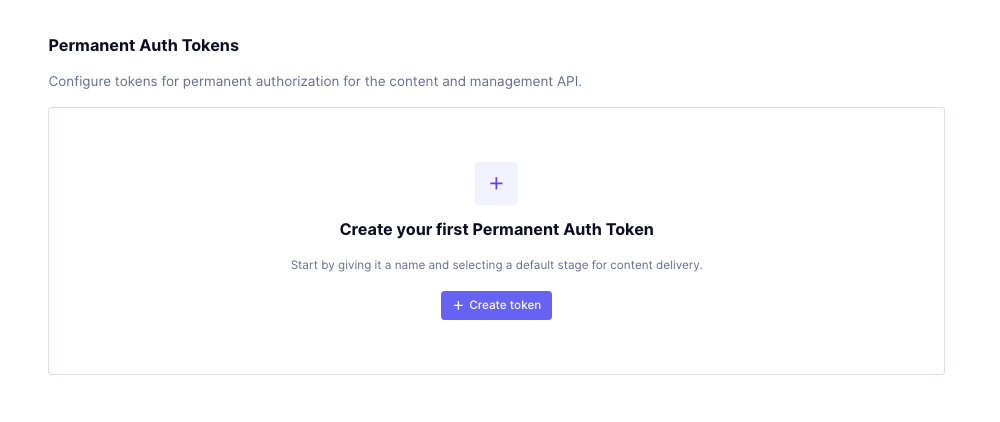 Permanent Auth Tokens
Configure tokens for permanent authorization for the content and management API.
Create your first Permanent Auth Token
Start by giving it a name and selecting a default stage for content delivery.
+ Create token